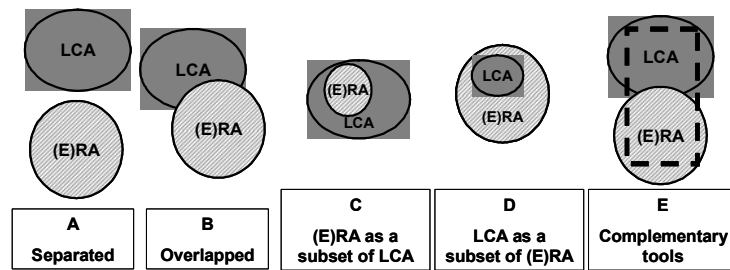 LCA
(E)RA
A
Separated
LCA
(E)RA
B
Overlapped
(E)RA
LCA
C
(E)RA as a
subset of LCA
LCA
(E)RA
D
LCA as a
subset of (E)RA
LCA
(E)RA
E
Complementary
tools